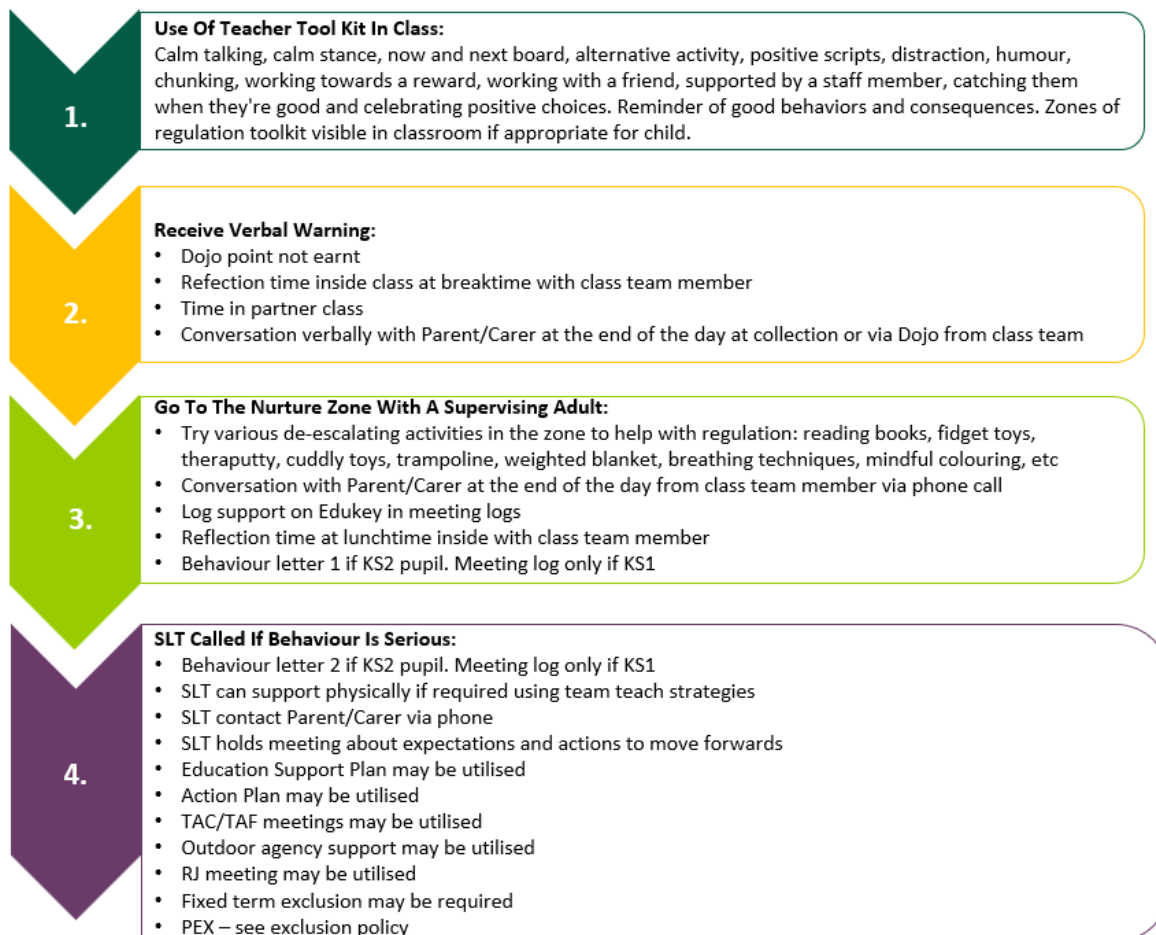 1.
Use Of Teacher Tool Kit In Class:
Calm talking, calm stance, now and next board, alternative activity, positive scripts, distraction, humour,
chunking, working towards a reward, working with a friend, supported by a staff member, catching them
when they're good and celebrating positive choices. Reminder of good behaviors and consequences. Zones of
regulation toolkit visible in classroom if appropriate for child.
2.
Receive Verbal Warning:
• Dojo point not earnt
• Refection time inside class at breaktime with class team member
• Time in partner class
• Conversation verbally with Parent/Carer at the end of the day at collection or via Dojo from class team
3.
Go To The Nurture Zone With A Supervising Adult:
• Try various de-escalating activities in the zone to help with regulation: reading books, fidget toys,
theraputty, cuddly toys, trampoline, weighted blanket, breathing techniques, mindful colouring, etc
• Conversation with Parent/Carer at the end of the day from class team member via phone call
• Log support on Edukey in meeting logs
• Reflection time at lunchtime inside with class team member
• Behaviour letter 1 if KS2 pupil. Meeting log only if KS1
4.
SLT Called If Behaviour Is Serious:
• Behaviour letter 2 if KS2 pupil. Meeting log only if KS1
• SLT can support physically if required using team teach strategies
• SLT contact Parent/Carer via phone
• SLT holds meeting about expectations and actions to move forwards
• Education Support Plan may be utilised
• Action Plan may be utilised
• TAC/TAF meetings may be utilised
• Outdoor agency support may be utilised
• RJ meeting may be utilised
• Fixed term exclusion may be required
• PEX – see exclusion policy